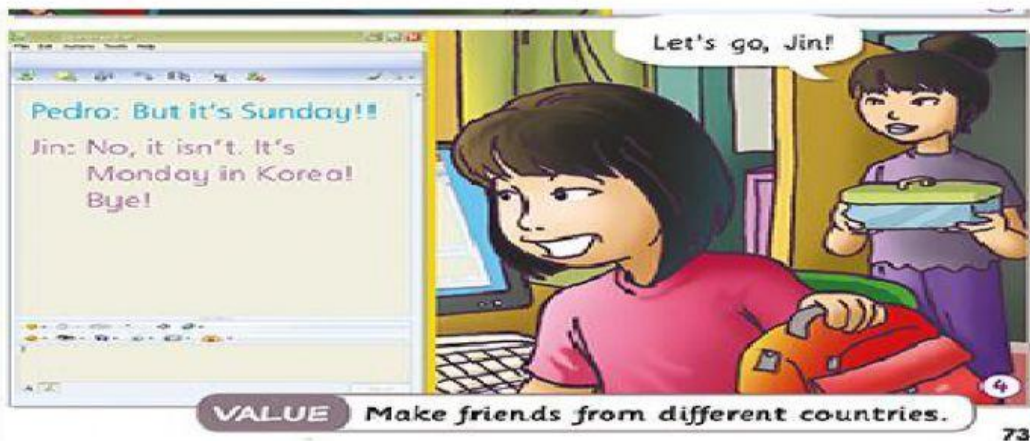 Let's go, Jin!
Pedro: But it's Sunday!!
Jin: No, it isn't. It's
Monday in Korea!
Bye!
4
VALUE Make friends from different countries.
73